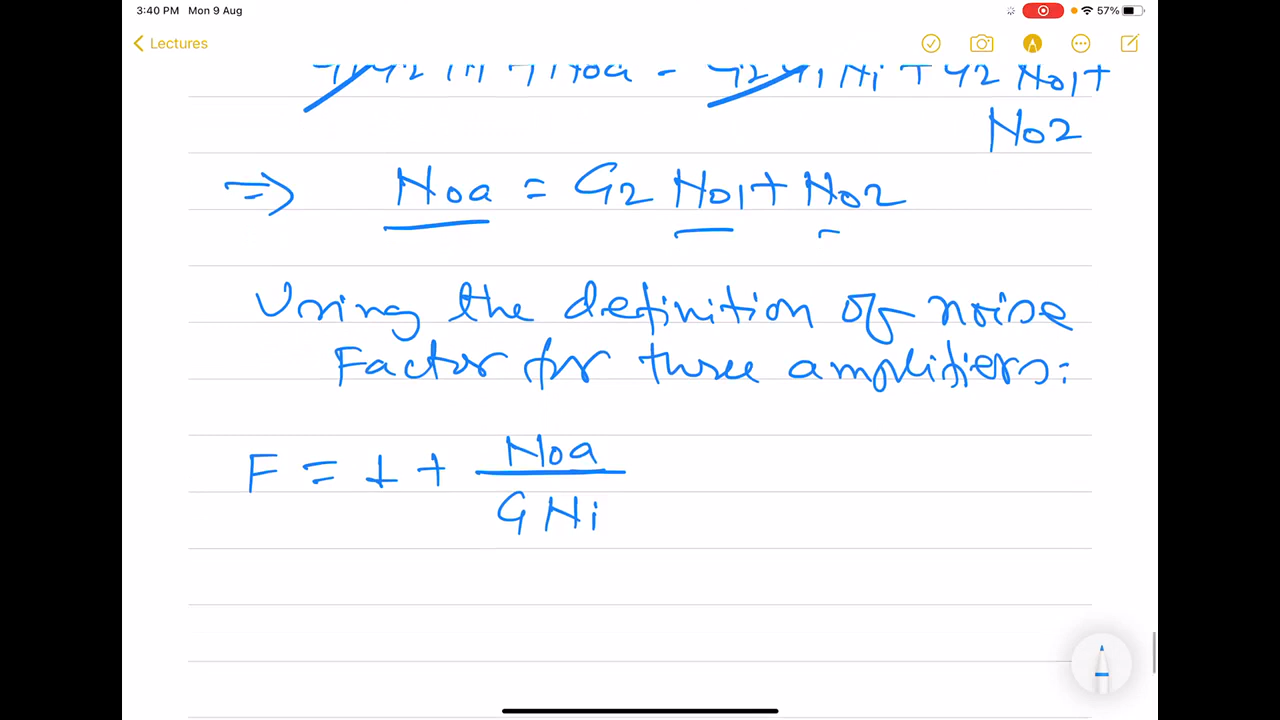 3:40 PM Mon 9 Aug
57%
Lectures
No2
=> Noa = G2 No1 + No2
Using the definition of noise
Factor for three amplifiers:
F = 1 + Noa / GNi